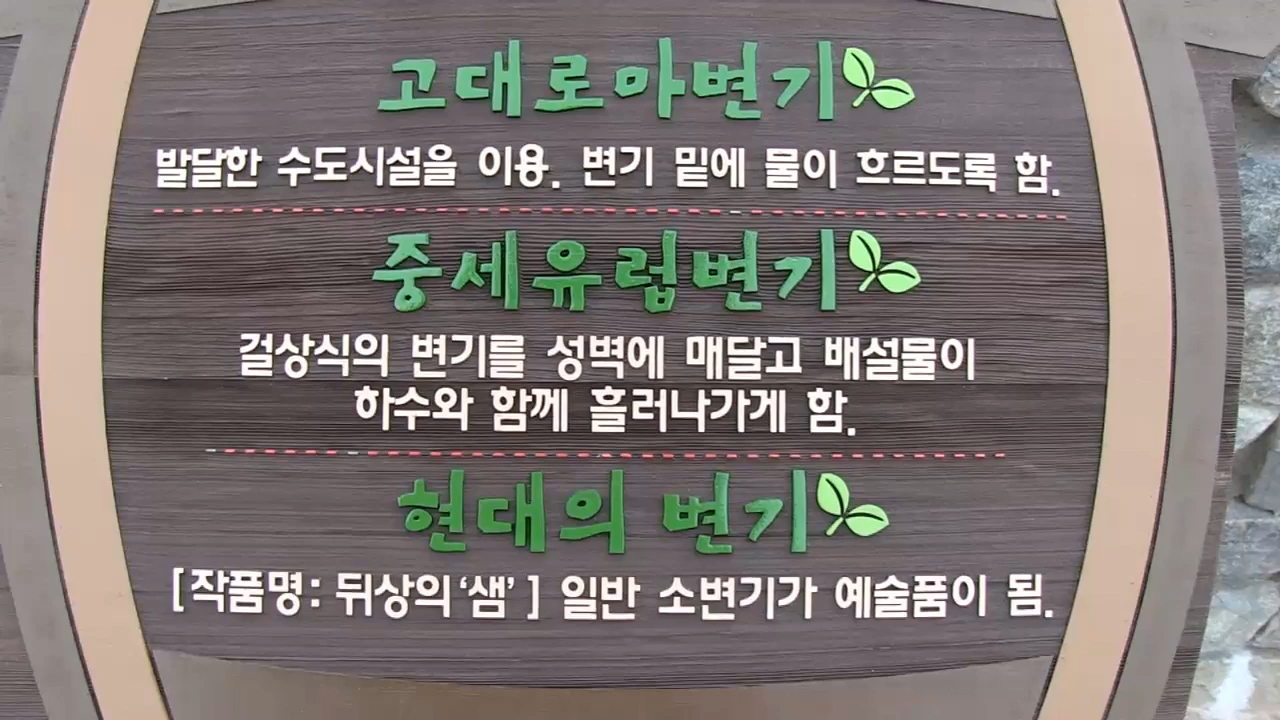 고대로마변기
발달한 수도시설을 이용. 변기 밑에 물이 흐르도록 함.
중세유럽변기
걸상식의 변기를 성벽에 매달고 배설물이
하수와 함께 흘러나가게 함.
현대의 변기
[작품명: 뒤상의 '샘'] 일반 소변기가 예술품이 됨.